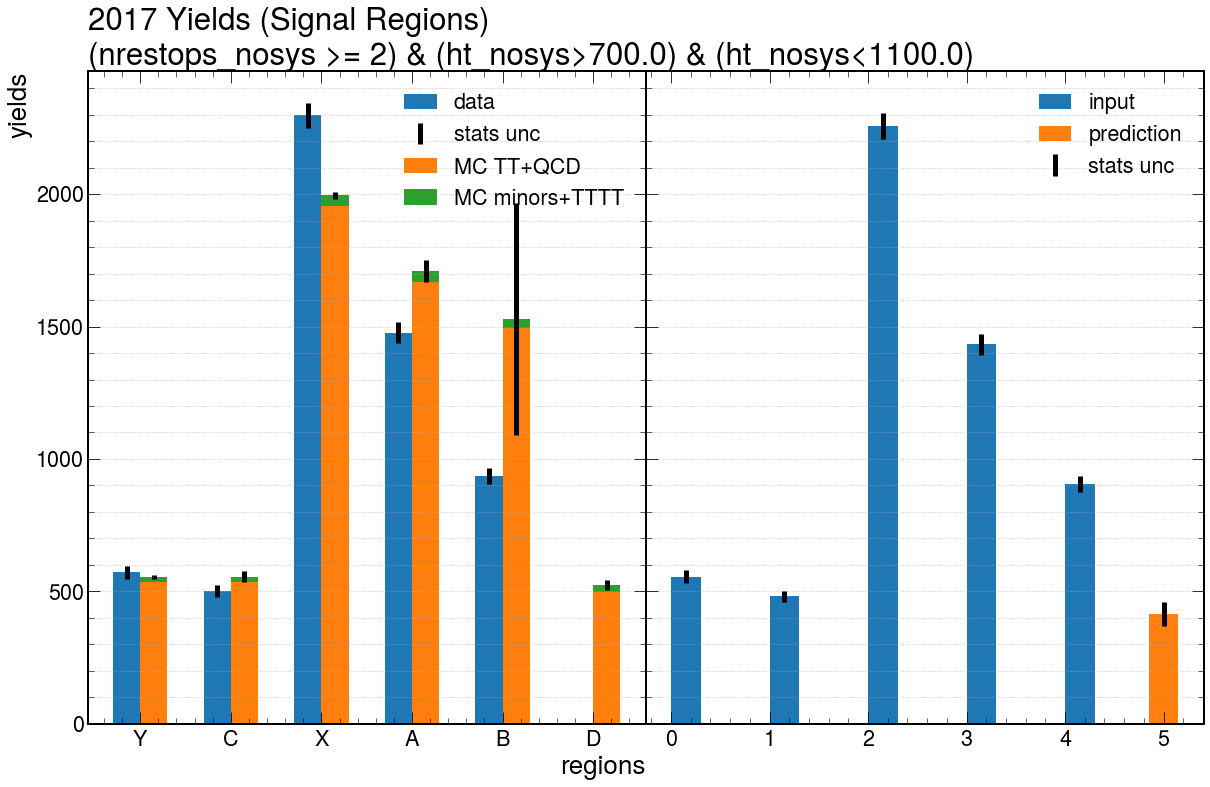 2017 Yields (Signal Regions)
(nrestops_nosys >= 2) & (ht_nosys>700.0) & (ht_nosys<1100.0)
yields
data
stats unc
MC TT+QCD
MC minors+TTTT
input
prediction
stats unc
2000
1500
1000
500
0
Y C X A B D
0 1 2 3 4 5
regions